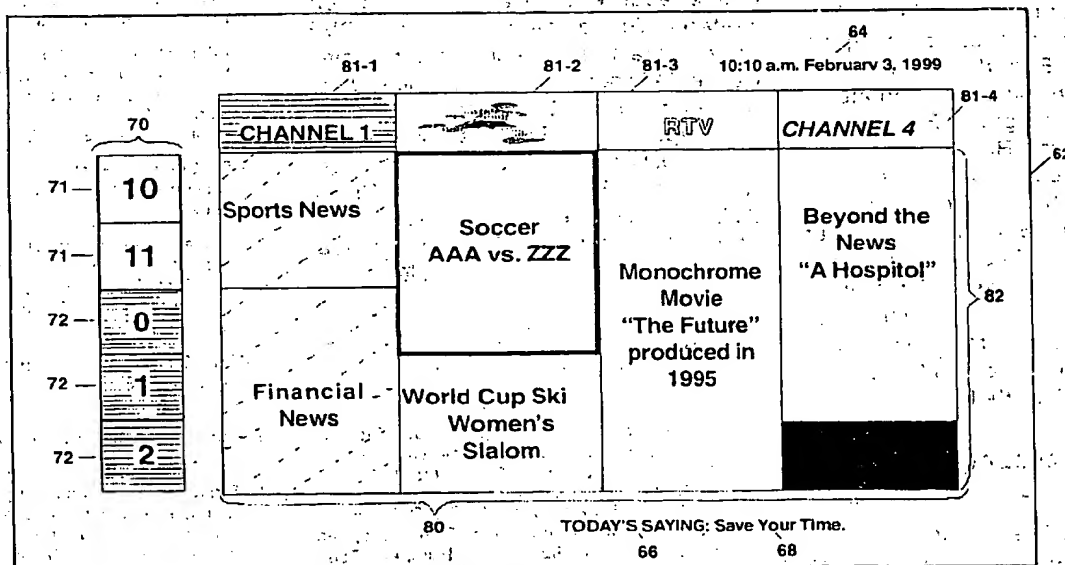 64
81-1 81-2 81-3 10:10 a.m. February 3, 1999
81-4
70
CHANNEL 1 RTV CHANNEL 4
62
71 10
71 11
72 0
72 1
72 2
Sports News
Financial
News
Soccer
AAA vs. ZZZ
World Cup Ski
Women's
Slalom
Monochrome
Movie
“The Future”
produced in
1995
Beyond the
News
“A Hospitol”
82
80
TODAY'S SAYING: Save Your Time.
66 68